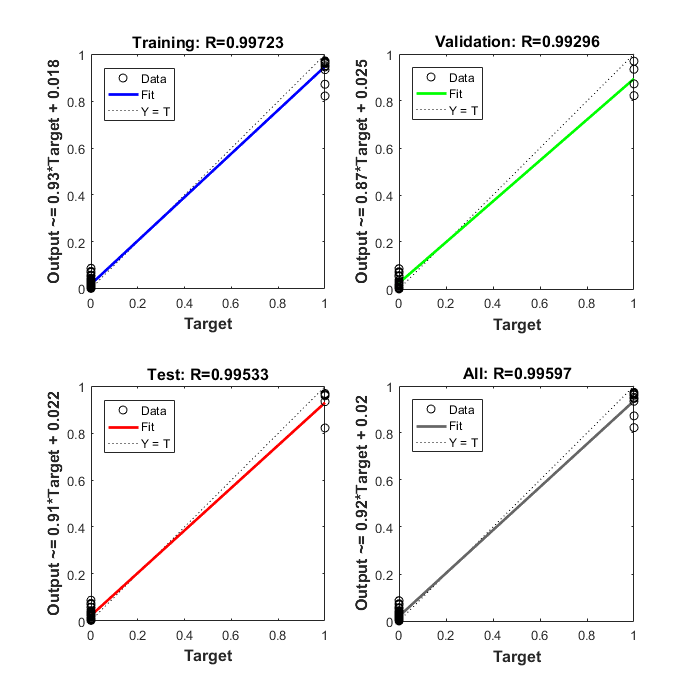 Training: R=0.99723
Output ~= 0.93*Target + 0.018
Data
Fit
Y = T
1
0.8
0.6
0.4
0.2
0
0 0.2 0.4 0.6 0.8 1
Target
Validation: R=0.99296
Output ~= 0.87*Target + 0.025
Data
Fit
Y = T
1
0.8
0.6
0.4
0.2
0
0 0.2 0.4 0.6 0.8 1
Target
Test: R=0.99533
Output ~= 0.91*Target + 0.022
Data
Fit
Y = T
1
0.8
0.6
0.4
0.2
0
0 0.2 0.4 0.6 0.8 1
Target
All: R=0.99597
Output ~= 0.92*Target + 0.02
Data
Fit
Y = T
1
0.8
0.6
0.4
0.2
0
0 0.2 0.4 0.6 0.8 1
Target